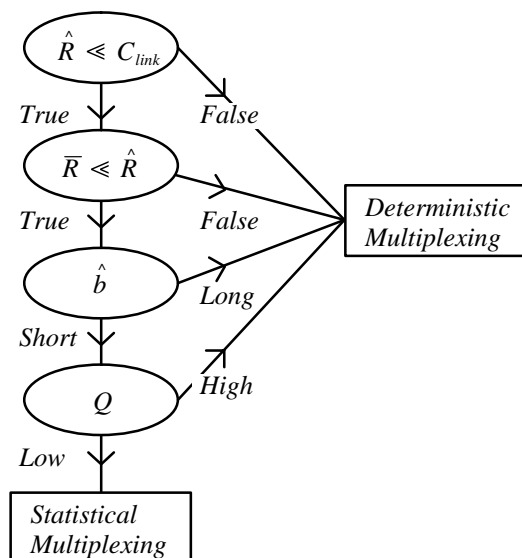 R̂ ≪ C_link
True
False
R̅ ≪ R̂
True
False
Deterministic
Multiplexing
b̂
Long
Short
High
Q
Low
Statistical
Multiplexing